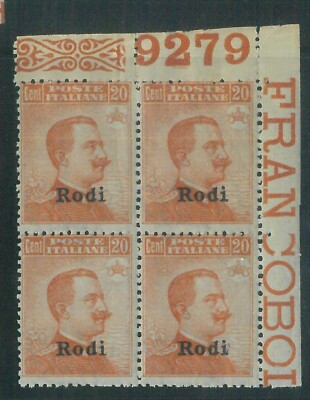 9279
POSTE
Cent ITALIANE 20
Rodi
POSTE
Cent ITALIANE 20
Rodi
POSTE
Cent ITALIANE 20
Rodi
POSTE
Cent ITALIANE 20
Rodi
FRANCOBOL